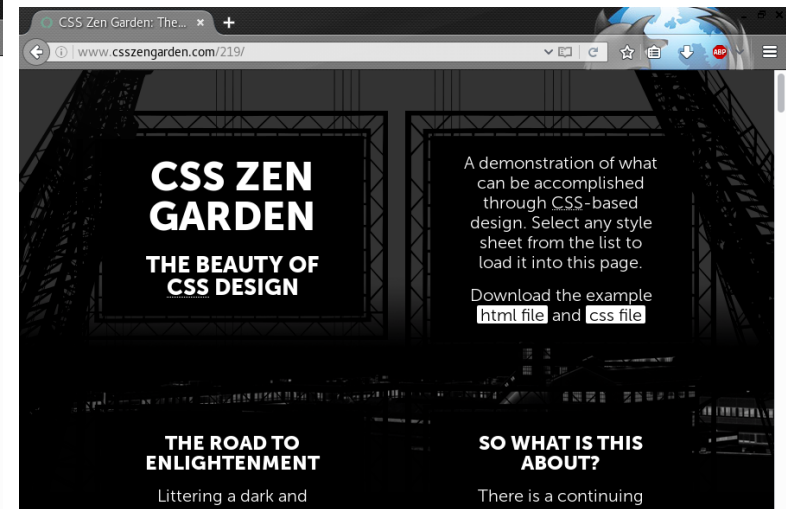 CSS Zen Garden: The...
www.csszengarden.com/219/
ABP
CSS ZEN
GARDEN
THE BEAUTY OF
CSS DESIGN
A demonstration of what
can be accomplished
through CSS-based
design. Select any style
sheet from the list to
load it into this page.
Download the example
html file and css file
THE ROAD TO
ENLIGHTENMENT
Littering a dark and
SO WHAT IS THIS
ABOUT?
There is a continuing